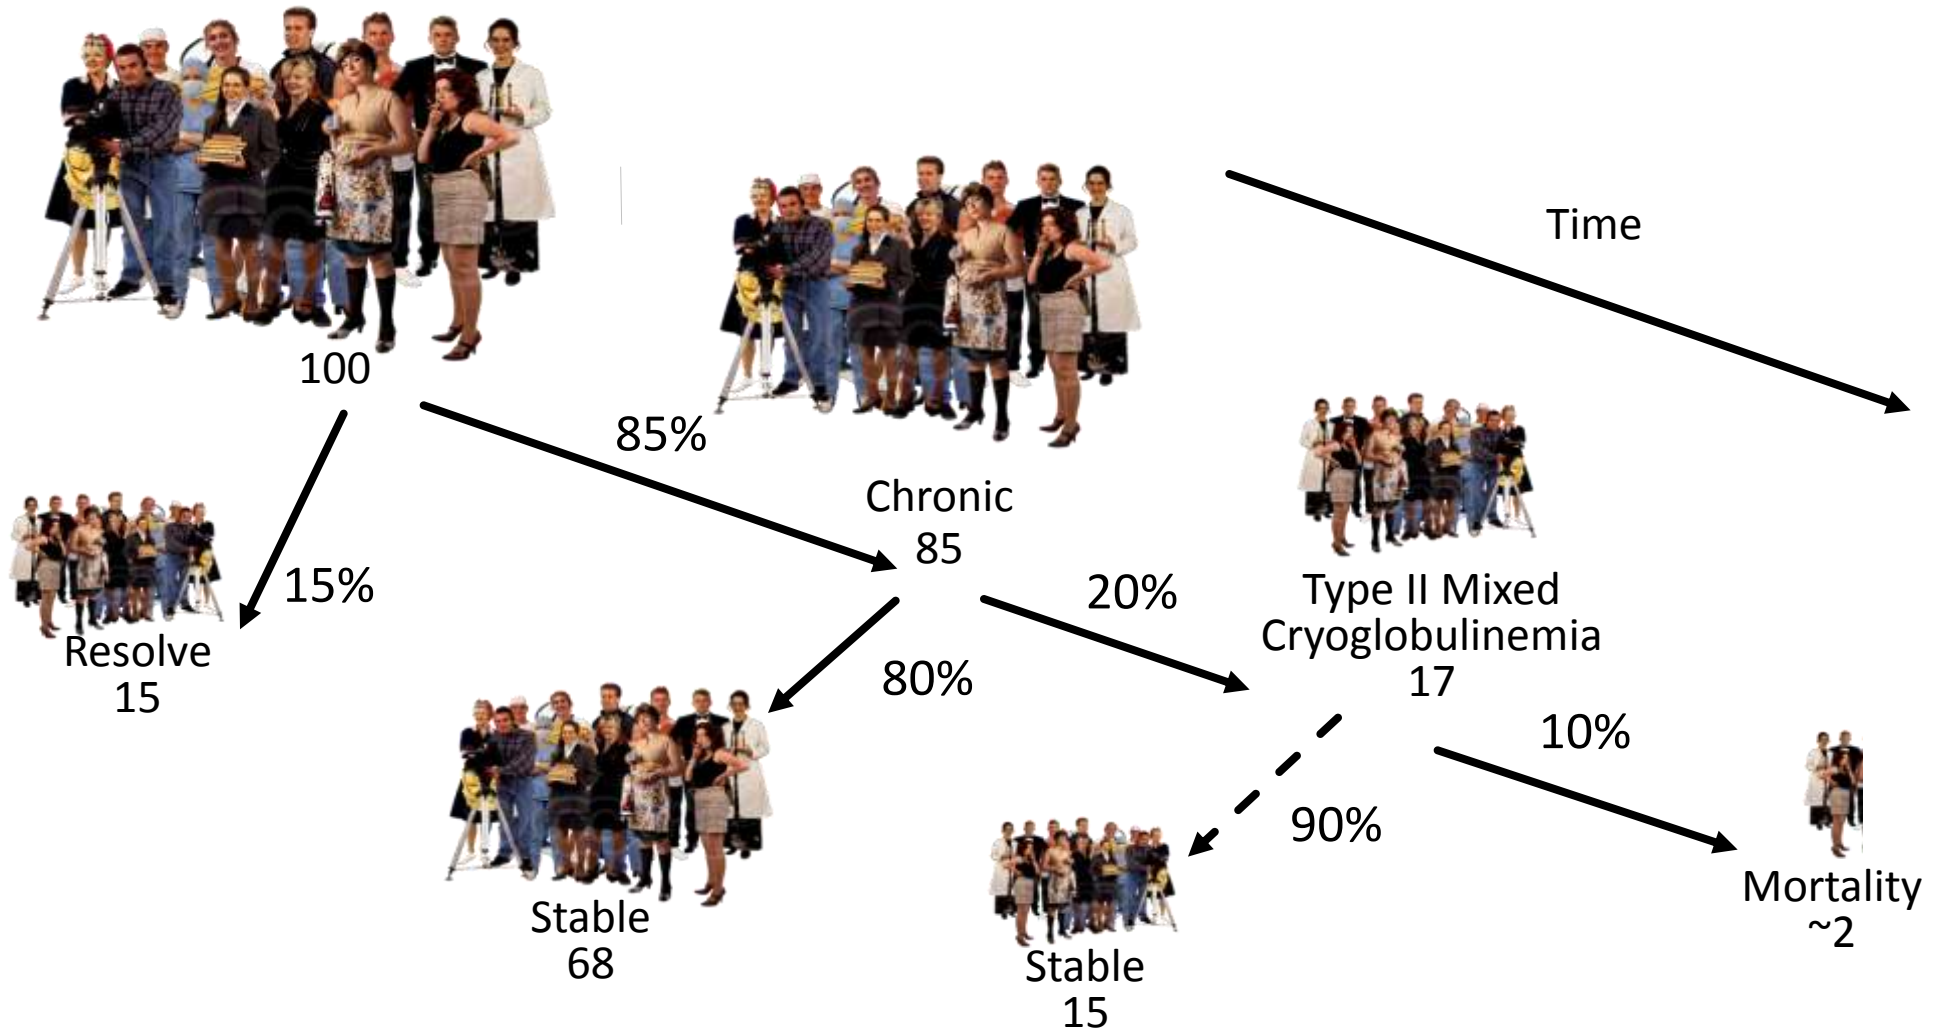 100
Time
85%
Chronic
85
15%
Resolve
15
20%
80%
Type II Mixed
Cryoglobulinemia
17
10%
90%
Stable
68
Stable
15
Mortality
~2